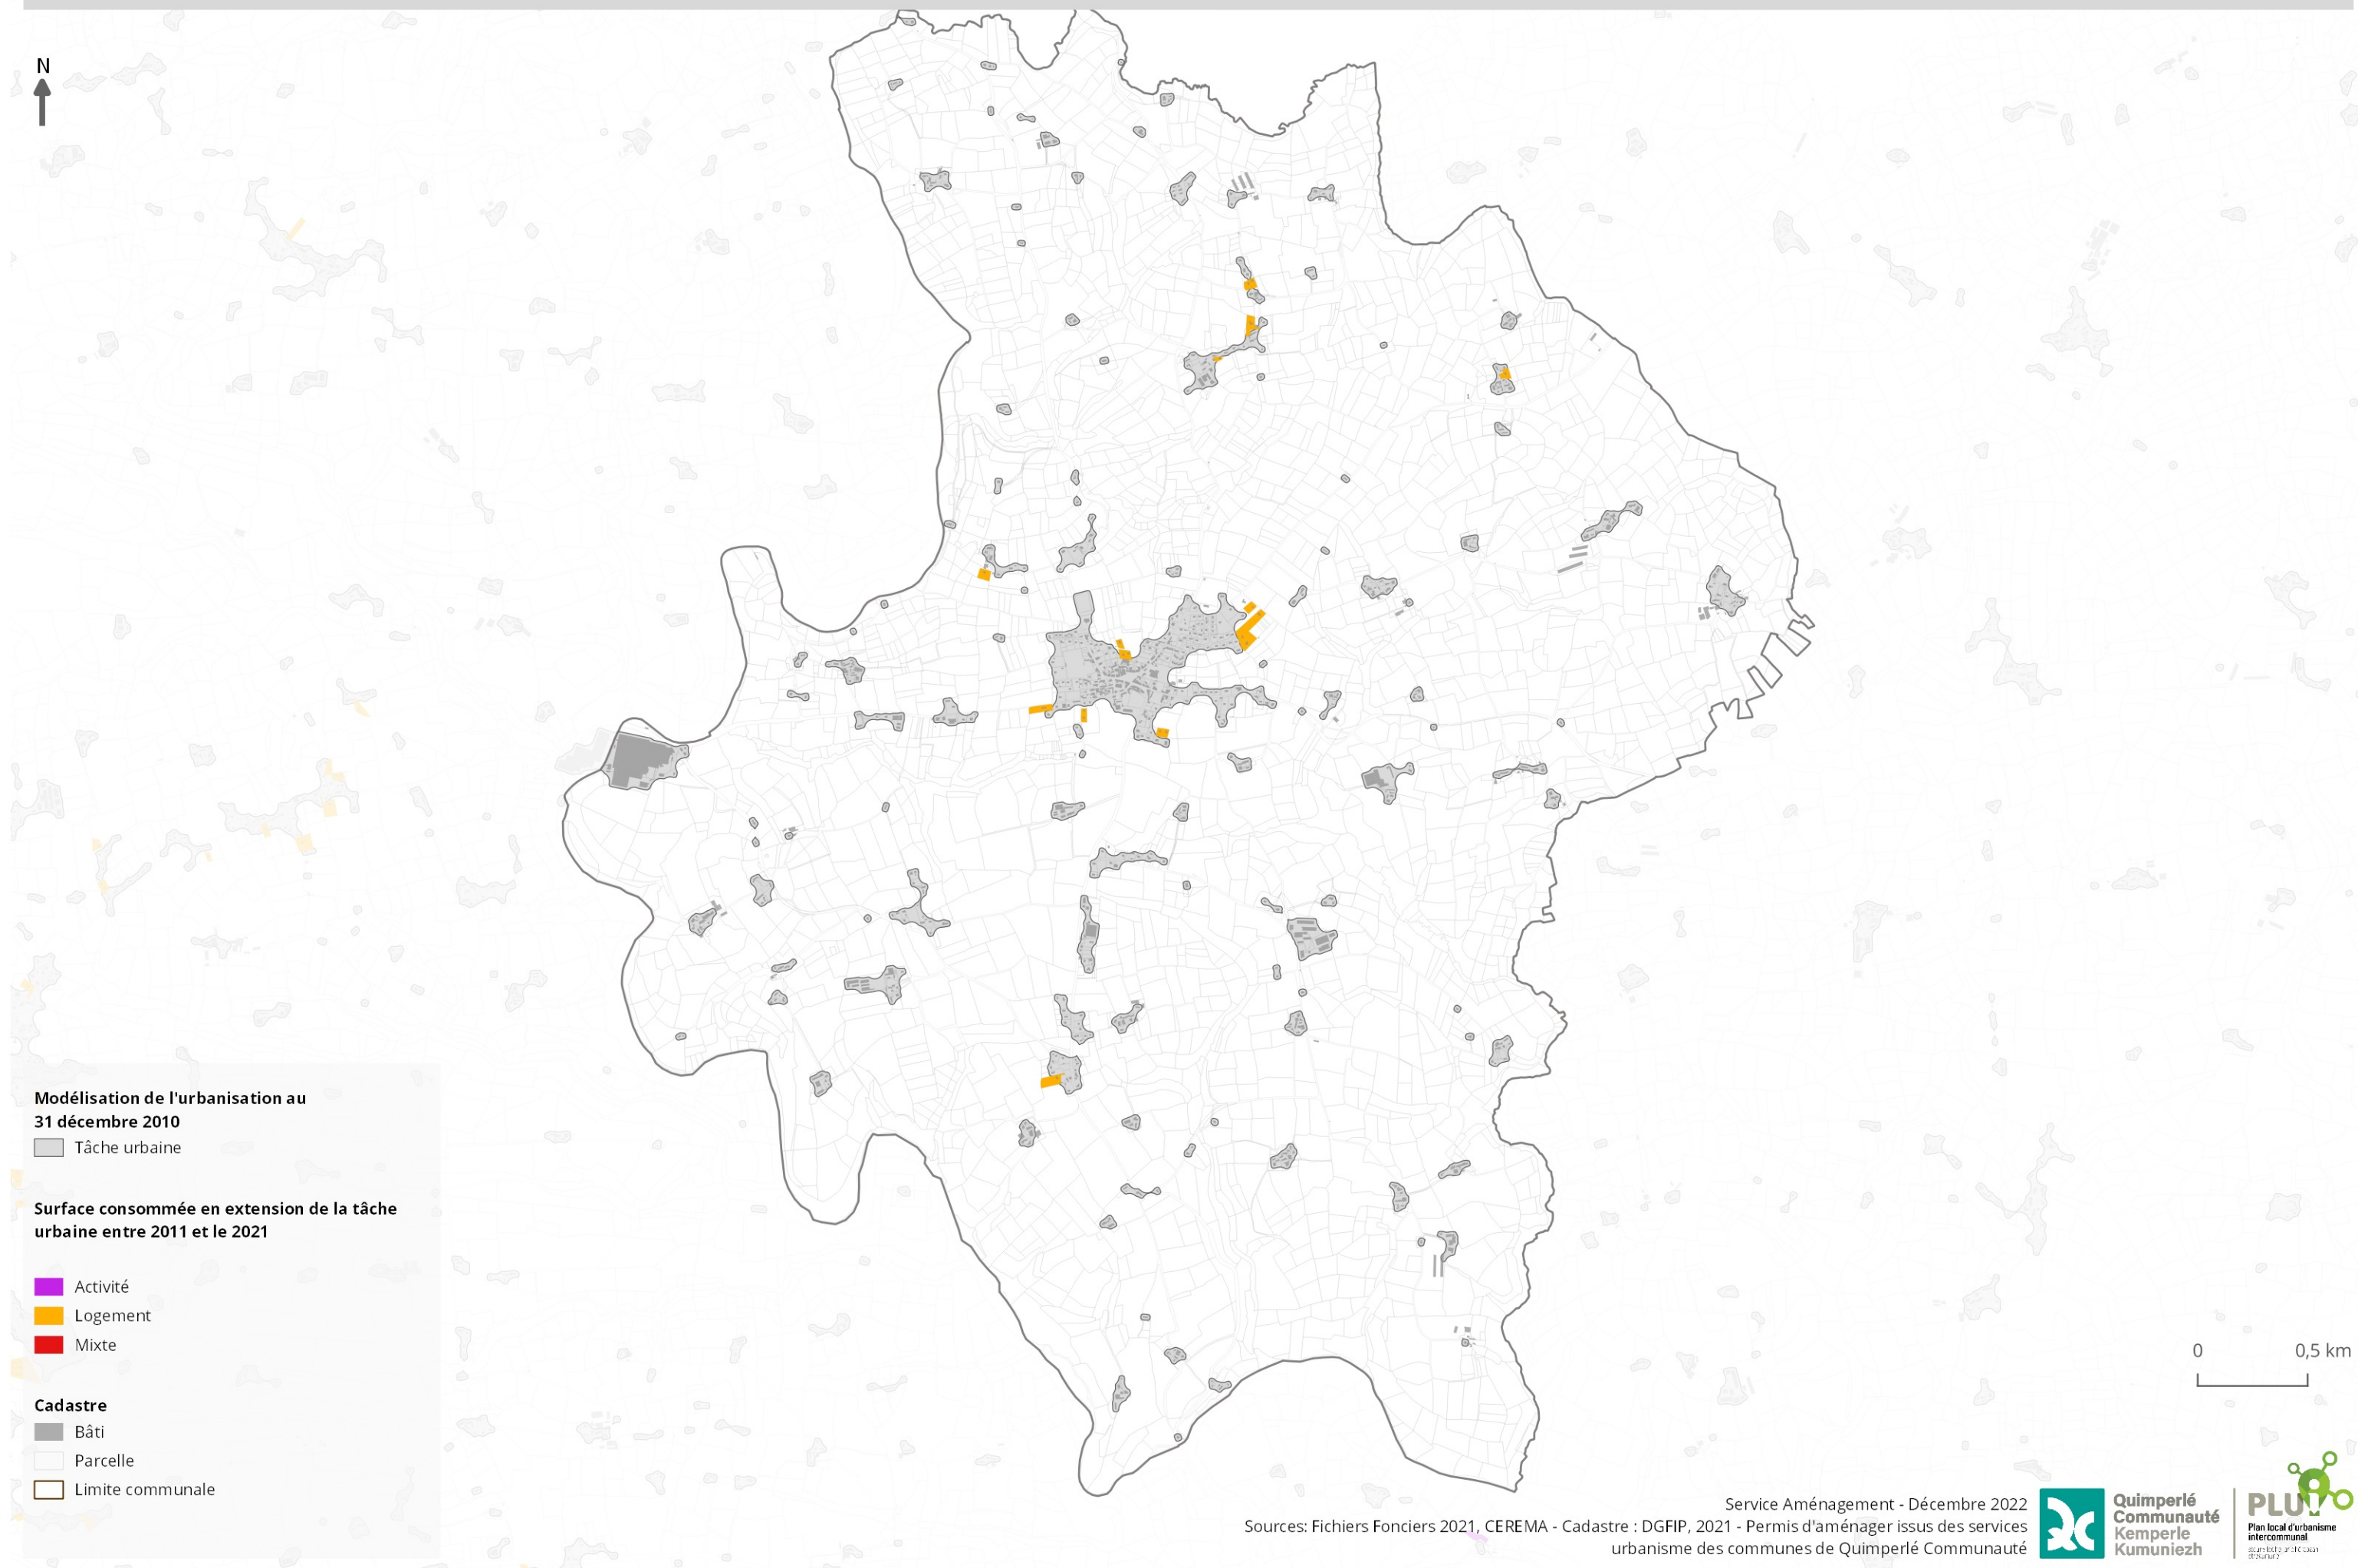 N
Modélisation de l'urbanisation au
31 décembre 2010
Tâche urbaine
Surface consommée en extension de la tâche
urbaine entre 2011 et le 2021
Activité
Logement
Mixte
Cadastre
Bâti
Parcelle
Limite communale
0 0,5 km
Service Aménagement - Décembre 2022
Sources: Fichiers Fonciers 2021, CEREMA - Cadastre : DGFIP, 2021 - Permis d'aménager issus des services
urbanisme des communes de Quimperlé Communauté
Quimperlé
Communauté
Kemperle
Kumuniezh
PLUi
Plan local d'urbanisme
intercommunal